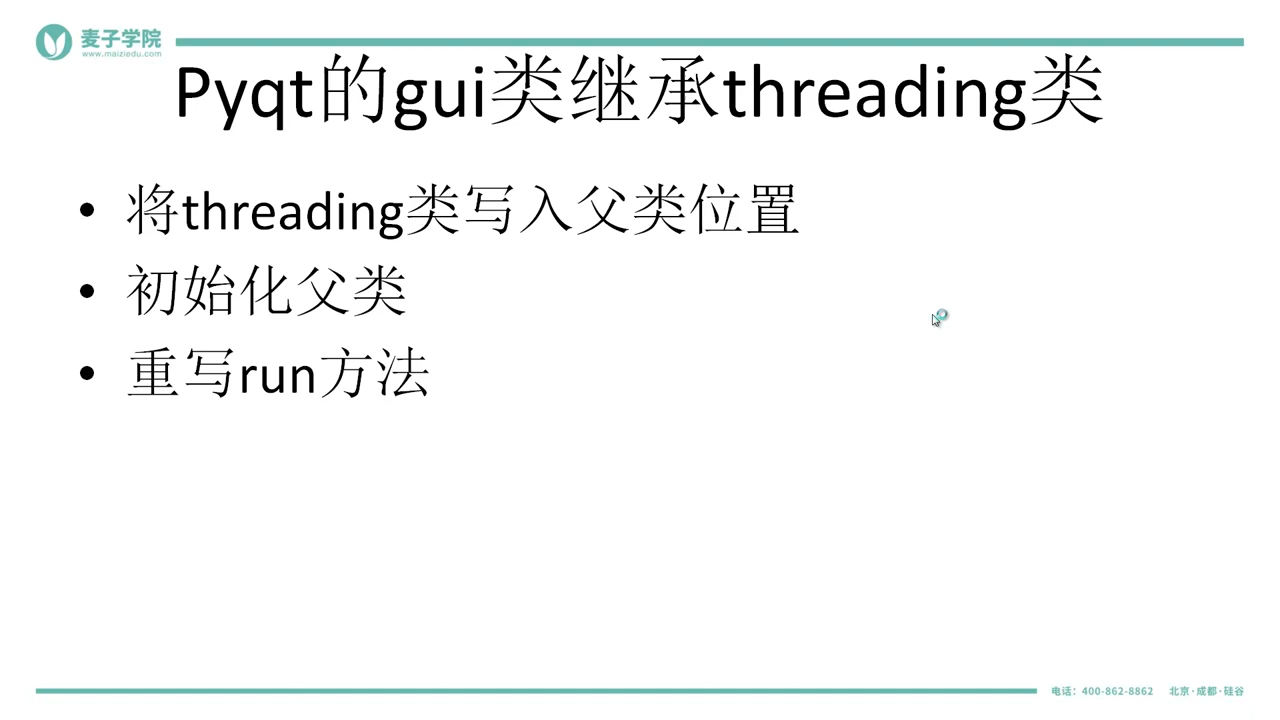 麦子学院
www.maiziedu.com
Pyqt的gui类继承threading类
• 将threading类写入父类位置
• 初始化父类
• 重写run方法
电话：400-862-8862 北京·成都·硅谷